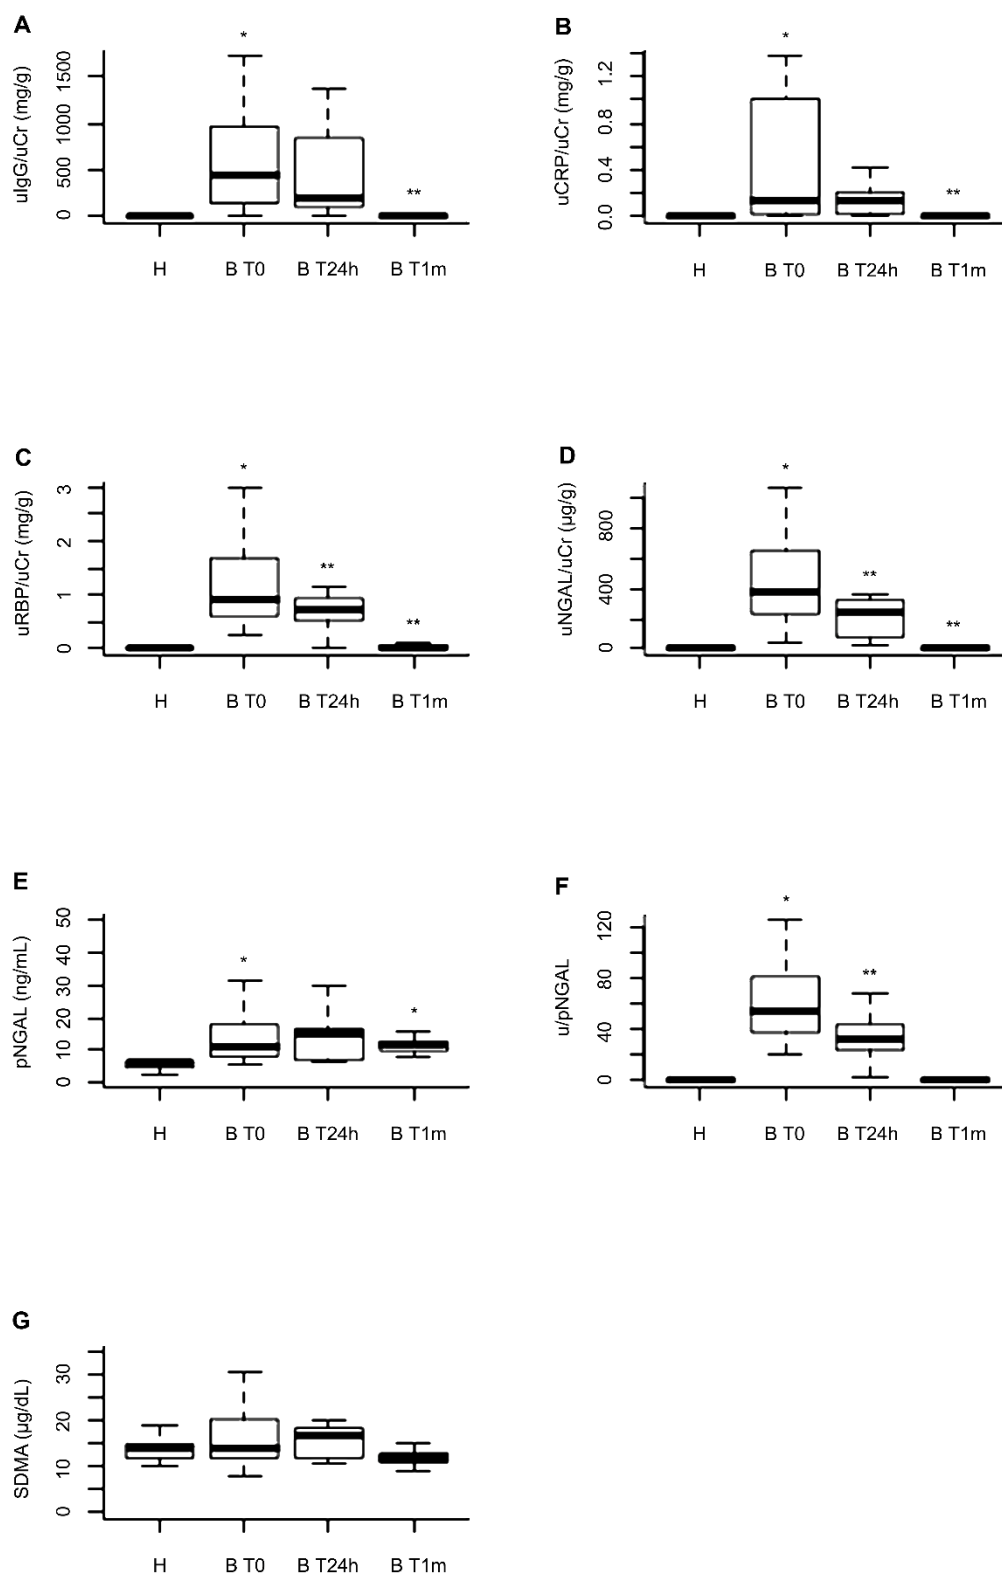 A
B
uIgG/uCr (mg/g)
0
500
1000
1500
*
**
H
B T0
B T24h
B T1m
uCRP/uCr (mg/g)
0.0
0.4
0.8
1.2
*
**
H
B T0
B T24h
B T1m
C
D
uRBP/uCr (mg/g)
0
1
2
3
*
**
**
H
B T0
B T24h
B T1m
uNGAL/uCr (µg/g)
0
400
800
*
**
**
H
B T0
B T24h
B T1m
E
F
pNGAL (ng/mL)
0
10
20
30
40
50
*
*
H
B T0
B T24h
B T1m
u/pNGAL
0
40
80
120
*
**
H
B T0
B T24h
B T1m
G
SDMA (µg/dL)
0
10
20
30
H
B T0
B T24h
B T1m